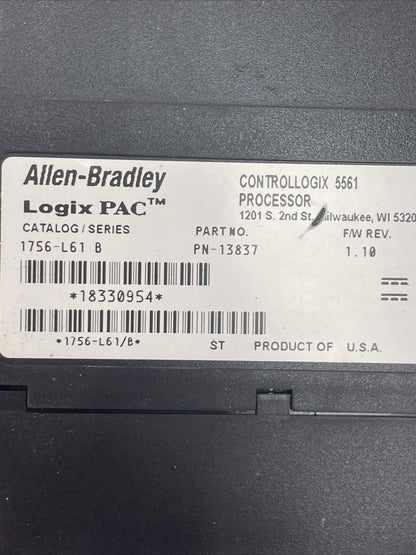 Allen-Bradley
Logix PAC™
CONTROLLOGIX 5561
PROCESSOR
1201 S. 2nd St. Milwaukee, WI 5320
CATALOG/SERIES PART NO. F/W REV.
1756-L61 B PN-13837 1.10
*18330954*
*1756-L61/B* ST PRODUCT OF U.S.A.